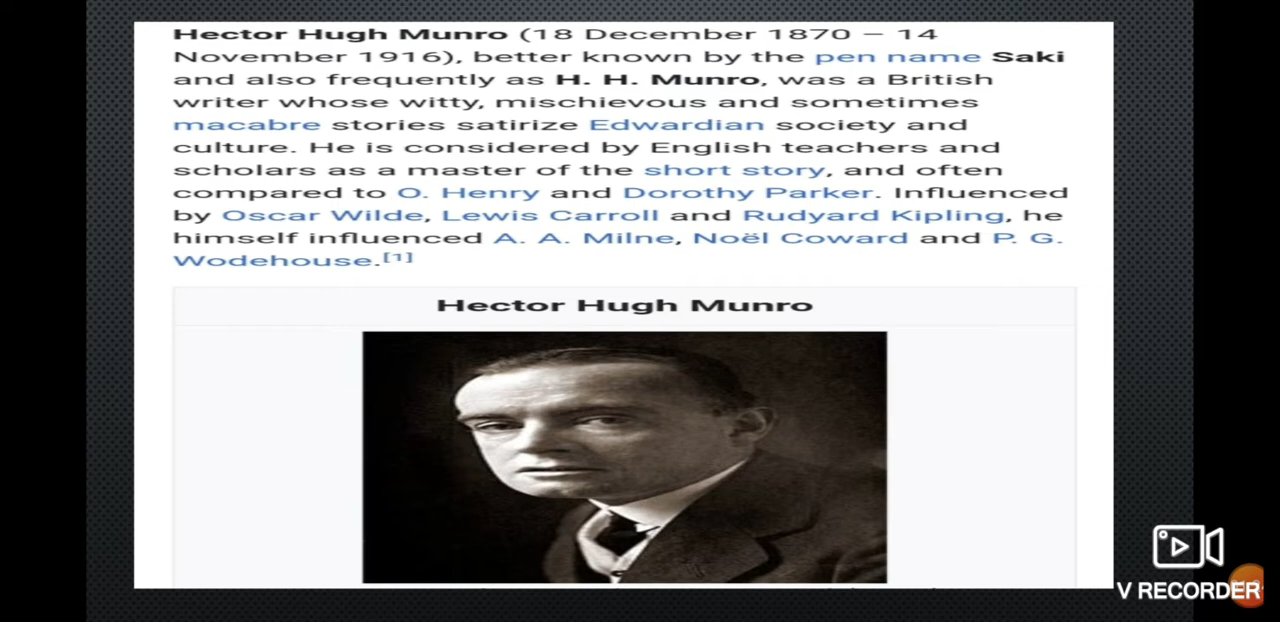 Hector Hugh Munro (18 December 1870 – 14
November 1916), better known by the pen name Saki
and also frequently as H. H. Munro, was a British
writer whose witty, mischievous and sometimes
macabre stories satirize Edwardian society and
culture. He is considered by English teachers and
scholars as a master of the short story, and often
compared to O. Henry and Dorothy Parker. Influenced
by Oscar Wilde, Lewis Carroll and Rudyard Kipling, he
himself influenced A. A. Milne, Noël Coward and P. G.
Wodehouse.[1]
Hector Hugh Munro
V RECORDER